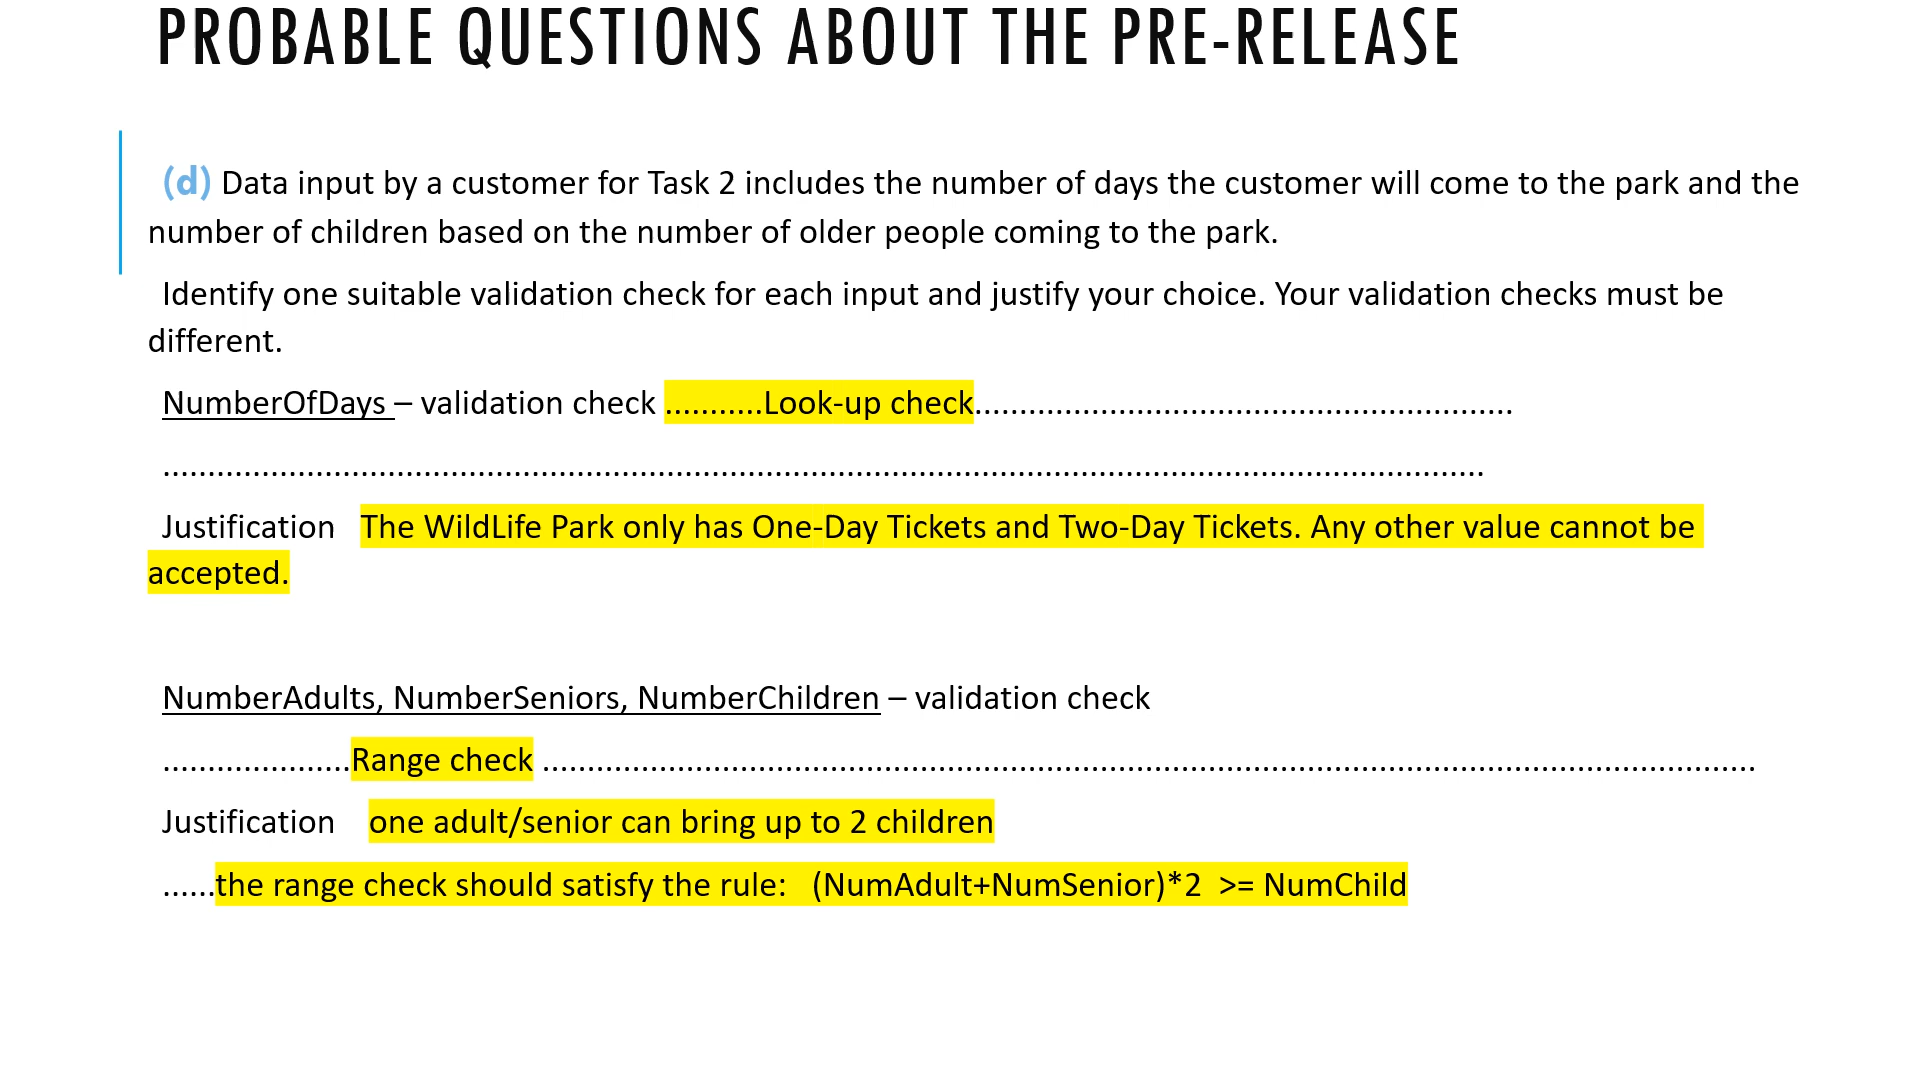 PROBABLE QUESTIONS ABOUT THE PRE-RELEASE
(d) Data input by a customer for Task 2 includes the number of days the customer will come to the park and the
number of children based on the number of older people coming to the park.
Identify one suitable validation check for each input and justify your choice. Your validation checks must be
different.
NumberOfDays – validation check ...........Look-up check............................................................
...................................................................................................................................................
Justification The WildLife Park only has One-Day Tickets and Two-Day Tickets. Any other value cannot be
accepted.
NumberAdults, NumberSeniors, NumberChildren – validation check
.....................Range check .......................................................................................................................................
Justification one adult/senior can bring up to 2 children
......the range check should satisfy the rule: (NumAdult+NumSenior)*2 >= NumChild